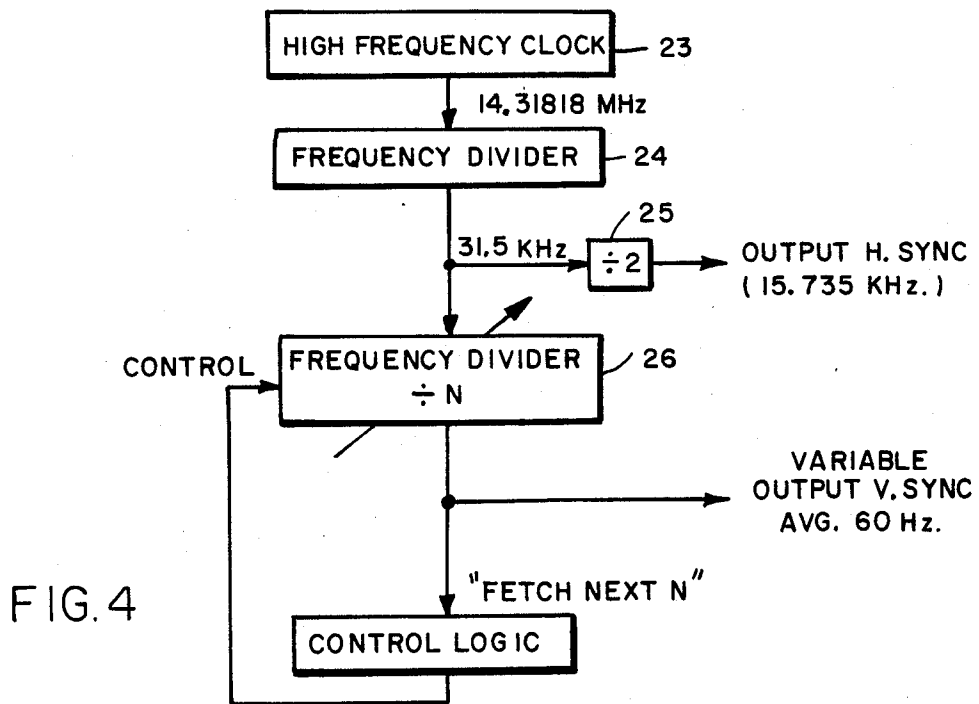 HIGH FREQUENCY CLOCK
23
14.31818 MHz
FREQUENCY DIVIDER
24
25
31.5 KHz
÷2
OUTPUT H. SYNC
(15.735 KHz.)
CONTROL
FREQUENCY DIVIDER
÷ N
26
VARIABLE
OUTPUT V. SYNC
AVG. 60 Hz.
"FETCH NEXT N"
FIG. 4
CONTROL LOGIC